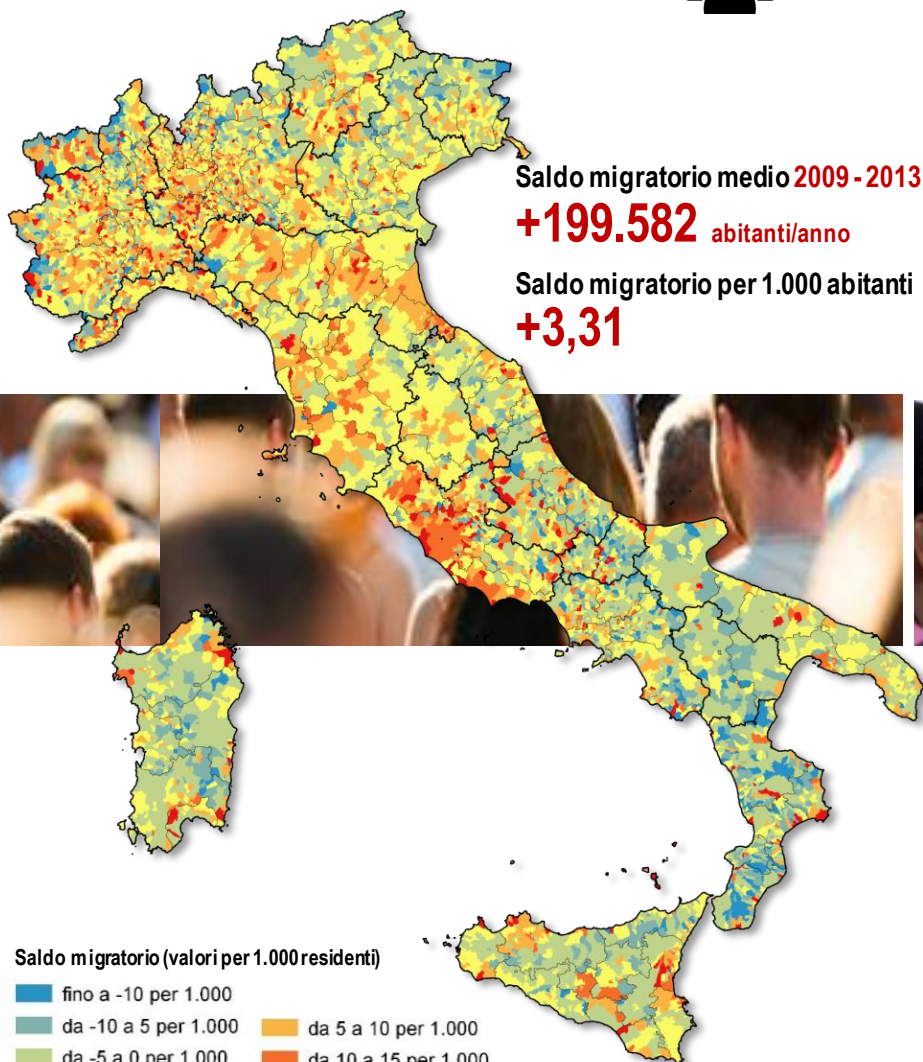 Saldo migratorio medio 2009 - 2013
+199.582 abitanti/anno
Saldo migratorio per 1.000 abitanti
+3,31
Saldo migratorio (valori per 1.000 residenti)
fino a -10 per 1.000
da -10 a 5 per 1.000
da 5 a 10 per 1.000
da -5 a 0 per 1.000
da 10 a 15 per 1.000